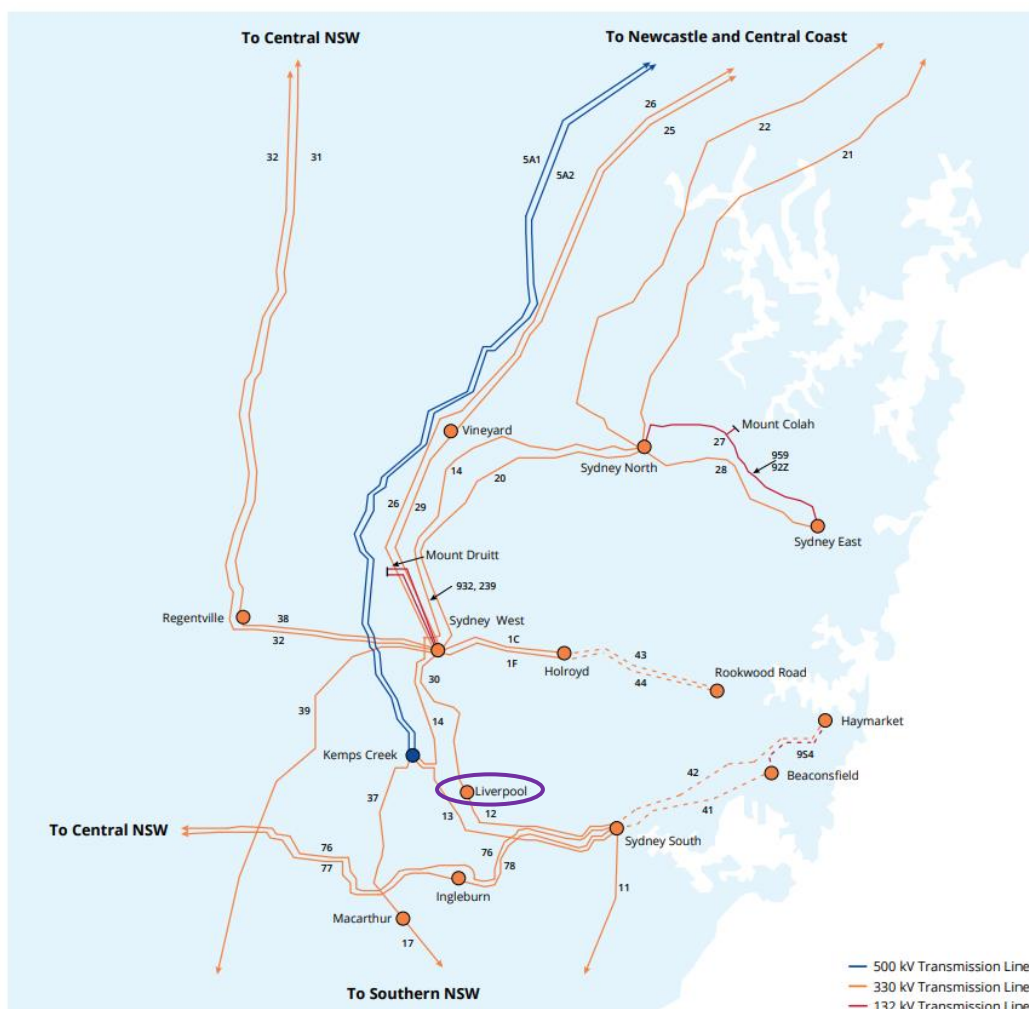 To Central NSW
To Newcastle and Central Coast
26
25
22
21
32
31
5A1
5A2
Vineyard
Mount Colah
27
Sydney North
14
20
28
959
92Z
Sydney East
26
29
Mount Druitt
932, 239
Regentville
38
32
Sydney West
1C
1F
Holroyd
43
44
Rookwood Road
30
39
14
Haymarket
9S4
Kemps Creek
42
Beaconsfield
37
Liverpool
41
13
12
To Central NSW
Sydney South
76
77
76
78
Ingleburn
11
Macarthur
17
To Southern NSW
500 kV Transmission Line
330 kV Transmission Line
132 kV Transmission Line